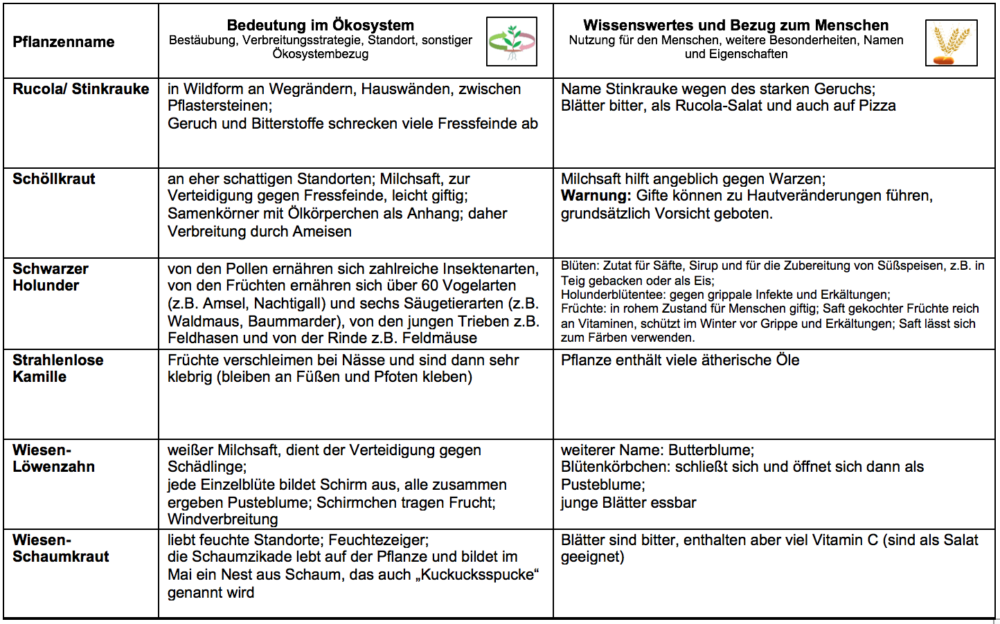 Pflanzenname
Bedeutung im Ökosystem
Bestäubung, Verbreitungsstrategie, Standort, sonstiger
Ökosystembezug
Wissenswertes und Bezug zum Menschen
Nutzung für den Menschen, weitere Besonderheiten, Namen
und Eigenschaften
Rucola/ Stinkrauke
in Wildform an Wegrändern, Hauswänden, zwischen
Pflastersteinen;
Geruch und Bitterstoffe schrecken viele Fressfeinde ab
Name Stinkrauke wegen des starken Geruchs;
Blätter bitter, als Rucola-Salat und auch auf Pizza
Schöllkraut
an eher schattigen Standorten; Milchsaft, zur
Verteidigung gegen Fressfeinde, leicht giftig;
Samenkörner mit Ölkörperchen als Anhang; daher
Verbreitung durch Ameisen
Milchsaft hilft angeblich gegen Warzen;
Warnung: Gifte können zu Hautveränderungen führen,
grundsätzlich Vorsicht geboten.
Schwarzer
Holunder
von den Pollen ernähren sich zahlreiche Insektenarten,
von den Früchten ernähren sich über 60 Vogelarten
(z.B. Amsel, Nachtigall) und sechs Säugetierarten (z.B.
Waldmaus, Baummarder), von den jungen Trieben z.B.
Feldhasen und von der Rinde z.B. Feldmäuse
Blüten: Zutat für Säfte, Sirup und für die Zubereitung von Süßspeisen, z.B. in
Teig gebacken oder als Eis;
Holunderblütentee: gegen grippale Infekte und Erkältungen;
Früchte: in rohem Zustand für Menschen giftig; Saft gekochter Früchte reich
an Vitaminen, schützt im Winter vor Grippe und Erkältungen; Saft lässt sich
zum Färben verwenden.
Strahlenlose
Kamille
Früchte verschleimen bei Nässe und sind dann sehr
klebrig (bleiben an Füßen und Pfoten kleben)
Pflanze enthält viele ätherische Öle
Wiesen-
Löwenzahn
weißer Milchsaft, dient der Verteidigung gegen
Schädlinge;
jede Einzelblüte bildet Schirm aus, alle zusammen
ergeben Pusteblume; Schirmchen tragen Frucht;
Windverbreitung
weiterer Name: Butterblume;
Blütenkörbchen: schließt sich und öffnet sich dann als
Pusteblume;
junge Blätter essbar
Wiesen-
Schaumkraut
liebt feuchte Standorte; Feuchtezeiger;
die Schaumzikade lebt auf der Pflanze und bildet im
Mai ein Nest aus Schaum, das auch „Kuckucksspucke“
genannt wird
Blätter sind bitter, enthalten aber viel Vitamin C (sind als Salat
geeignet)